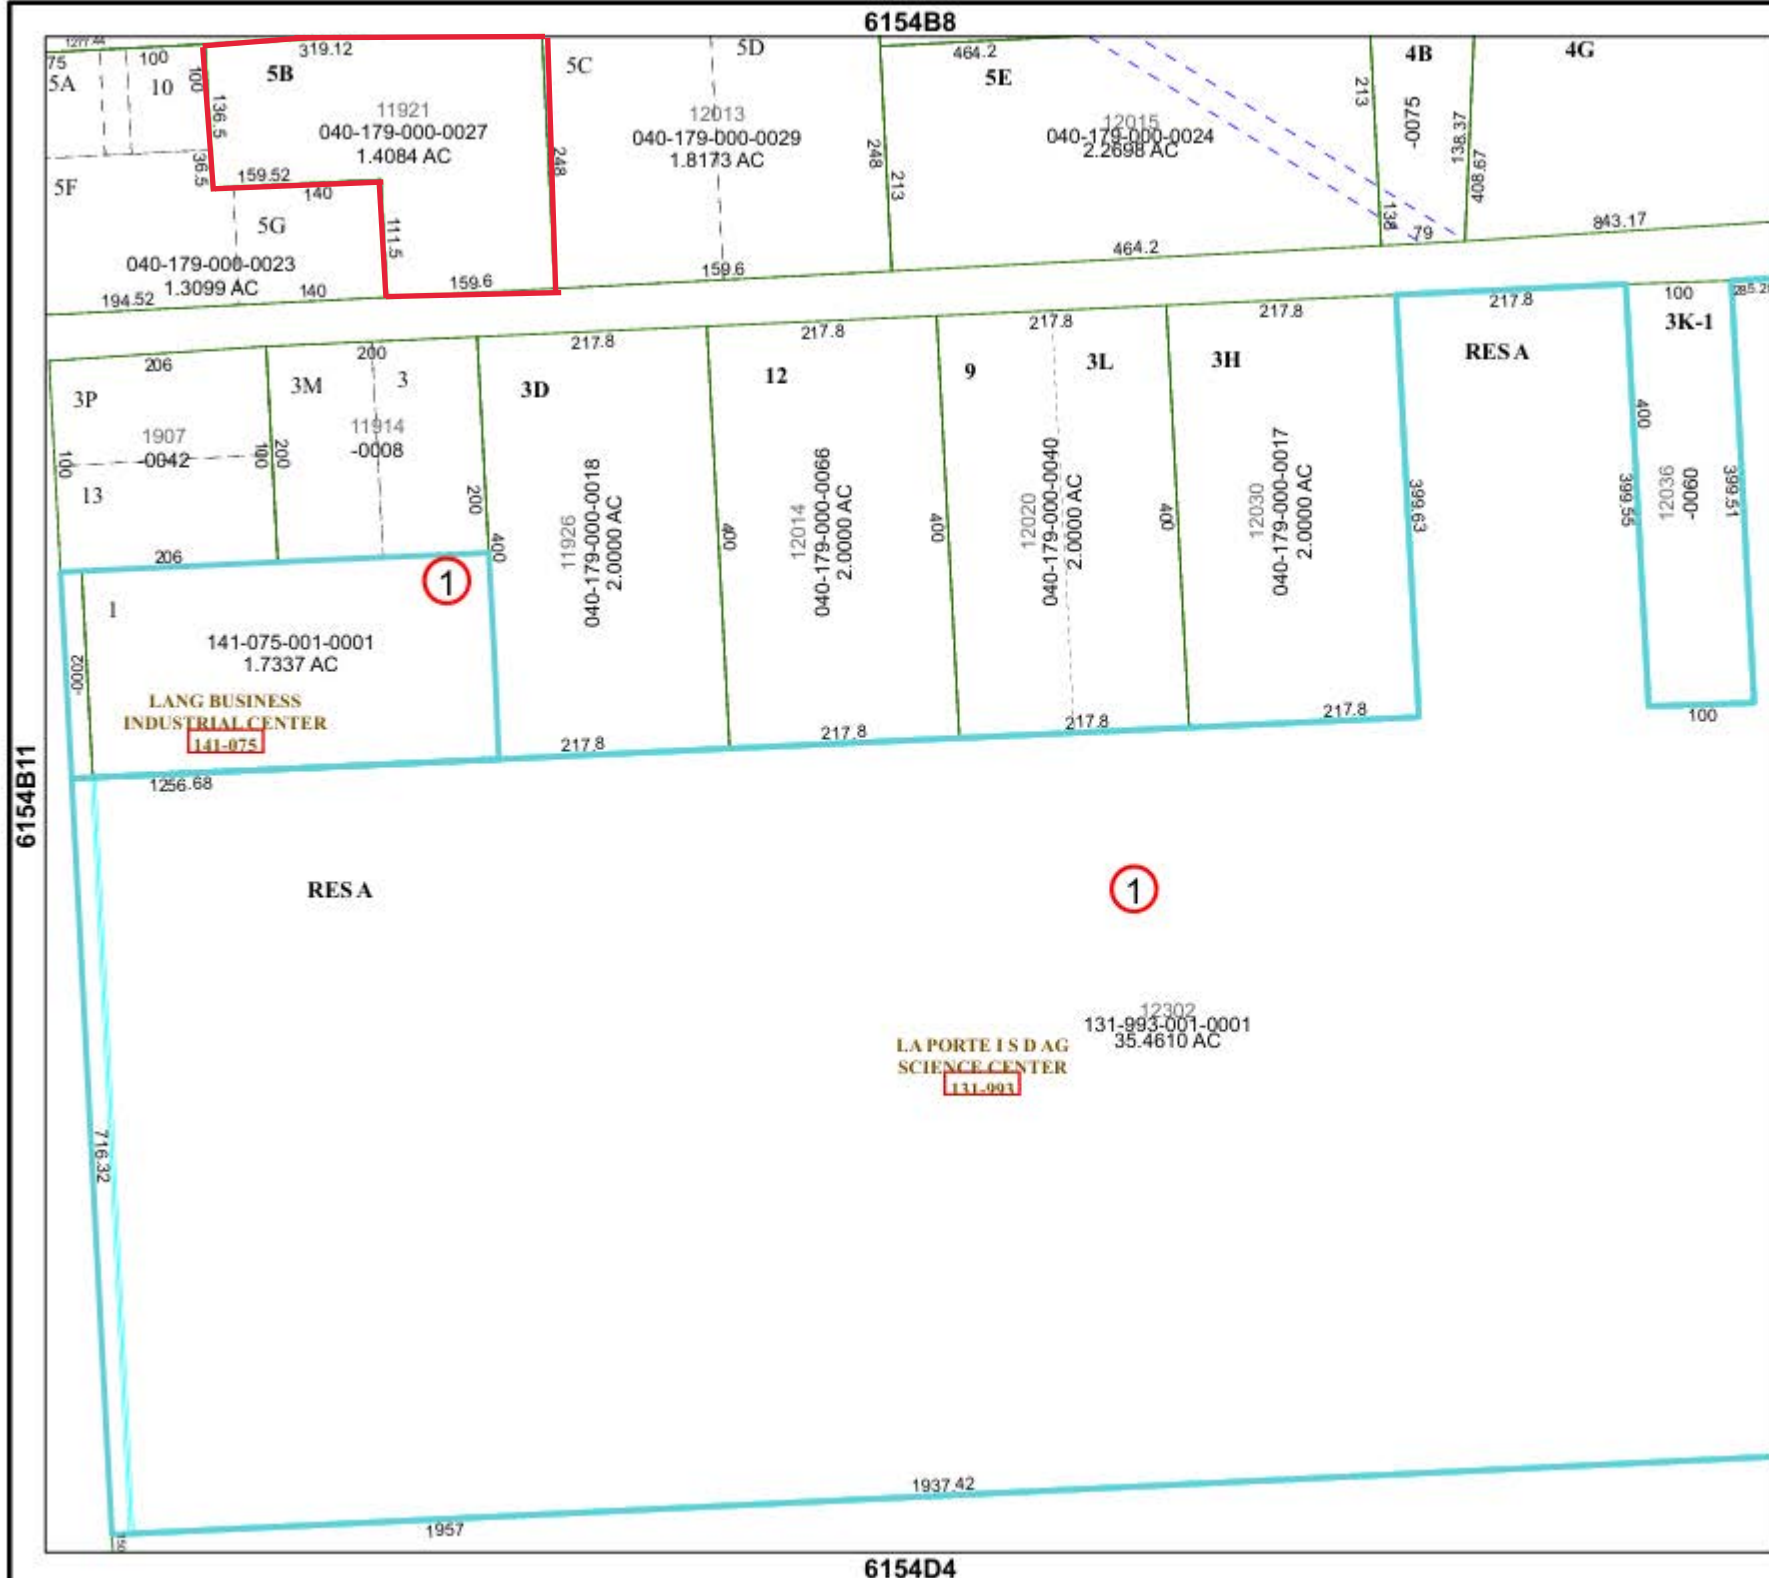 6154B8
1277.44
75
5A
100
10
100
136.5
36.5
319.12
5B
11921
040-179-000-0027
1.4084 AC
159.52
140
111.5
159.6
248
5C
5D
12013
040-179-000-0029
1.8173 AC
159.6
248
213
464.2
5E
12015
040-179-000-0024
2.2698 AC
464.2
213
138
4B
-0075
79
138.37
408.67
4G
843.17
5F
5G
040-179-000-0023
1.3099 AC
194.52
140
206
3P
1907
-0042
100
100
13
206
200
3M
3
11914
-0008
200
200
217.8
3D
11926
040-179-000-0018
2.0000 AC
400
217.8
217.8
12
12014
040-179-000-0066
2.0000 AC
400
217.8
217.8
9
3L
12020
040-179-000-0040
2.0000 AC
400
217.8
217.8
3H
12030
040-179-000-0017
2.0000 AC
400
217.8
217.8
RES A
399.63
399.55
400
100
3K-1
12036
-0060
399.51
100
1
1
141-075-001-0001
1.7337 AC
-2000-
LANG BUSINESS
INDUSTRIAL CENTER
141-075
1256.68
6154B11
RES A
1
12302
131-993-001-0001
35.4610 AC
LA PORTE I S D AG
SCIENCE CENTER
131-993
716.32
1937.42
1957
6154D4